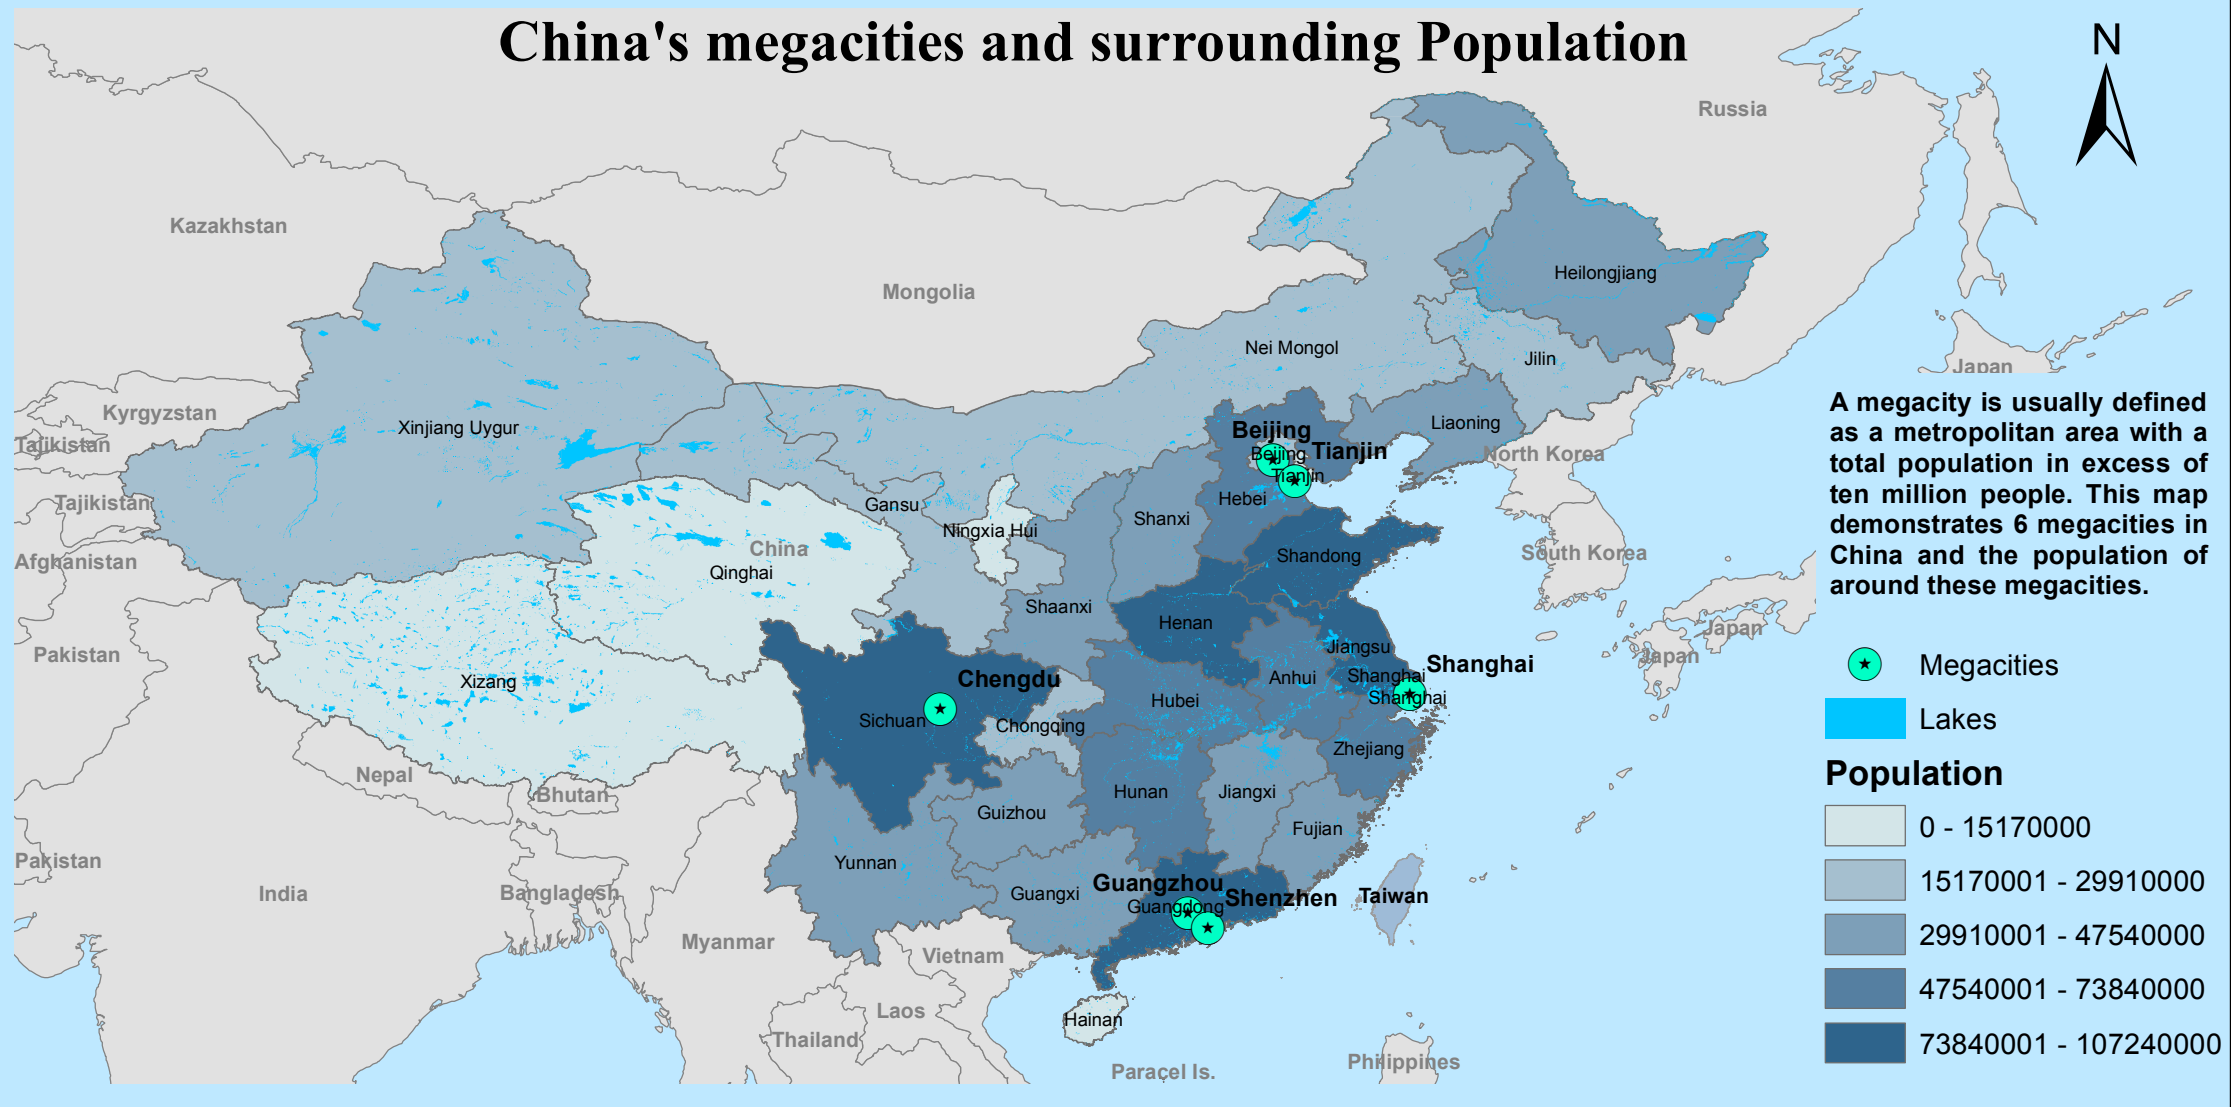 China's megacities and surrounding Population
N
Russia
Kazakhstan
Mongolia
Heilongjiang
Nei Mongol
Jilin
Japan
Kyrgyzstan
Tajikistan
Xinjiang Uygur
Liaoning
Beijing
Beijing
Tianjin
Tianjin
North Korea
Hebei
Tajikistan
Gansu
Shanxi
Ningxia Hui
China
Qinghai
Afghanistan
Shandong
South Korea
Shaanxi
Henan
Japan
Japan
Pakistan
Jiangsu
Xizang
Chengdu
Sichuan
Anhui
Shanghai
Shanghai
Shanghai
Hubei
Chongqing
Zhejiang
Nepal
Bhutan
Hunan
Jiangxi
Guizhou
Fujian
Pakistan
Yunnan
India
Bangladesh
Guangxi
Guangzhou
Guangdong
Shenzhen
Taiwan
Myanmar
Vietnam
Laos
Hainan
Thailand
Paracel Is.
Philippines
A megacity is usually defined
as a metropolitan area with a
total population in excess of
ten million people. This map
demonstrates 6 megacities in
China and the population of
around these megacities.
Megacities
Lakes
Population
0 - 15170000
15170001 - 29910000
29910001 - 47540000
47540001 - 73840000
73840001 - 107240000